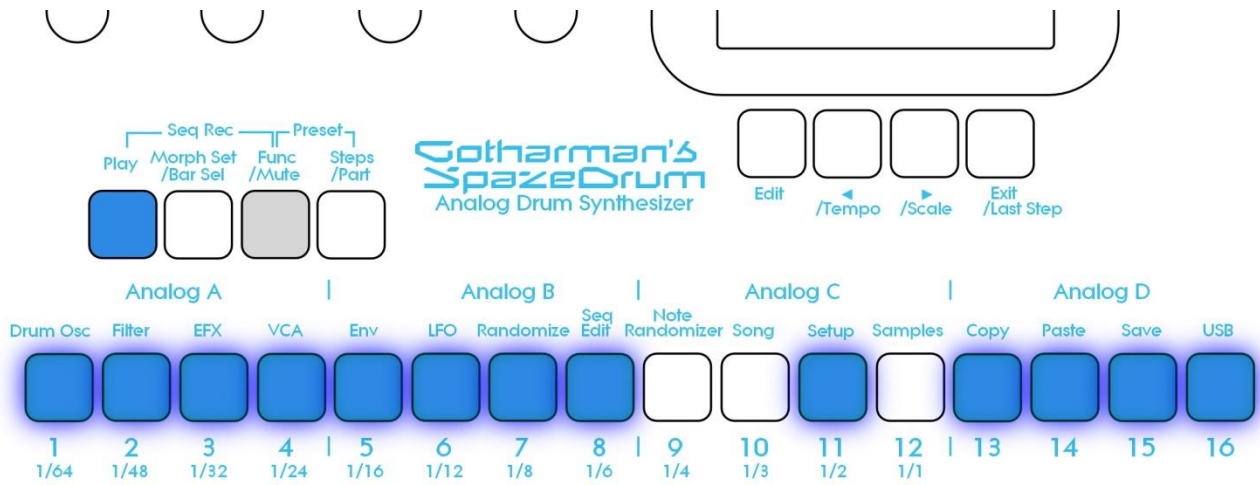 Seq Rec
Preset
Play
Morph Set
/Bar Sel
Func
/Mute
Steps
/Part
Gotharman's
SpazeDrum
Analog Drum Synthesizer
Edit
◄
/Tempo
►
/Scale
Exit
/Last Step
Analog A | Analog B | Analog C | Analog D
Drum Osc Filter EFX VCA Env LFO Randomize Seq Edit Note Randomizer Song Setup Samples Copy Paste Save USB
1 2 3 4 | 5 6 7 8 | 9 10 11 12 | 13 14 15 16
1/64 1/48 1/32 1/24 1/16 1/12 1/8 1/6 1/4 1/3 1/2 1/1